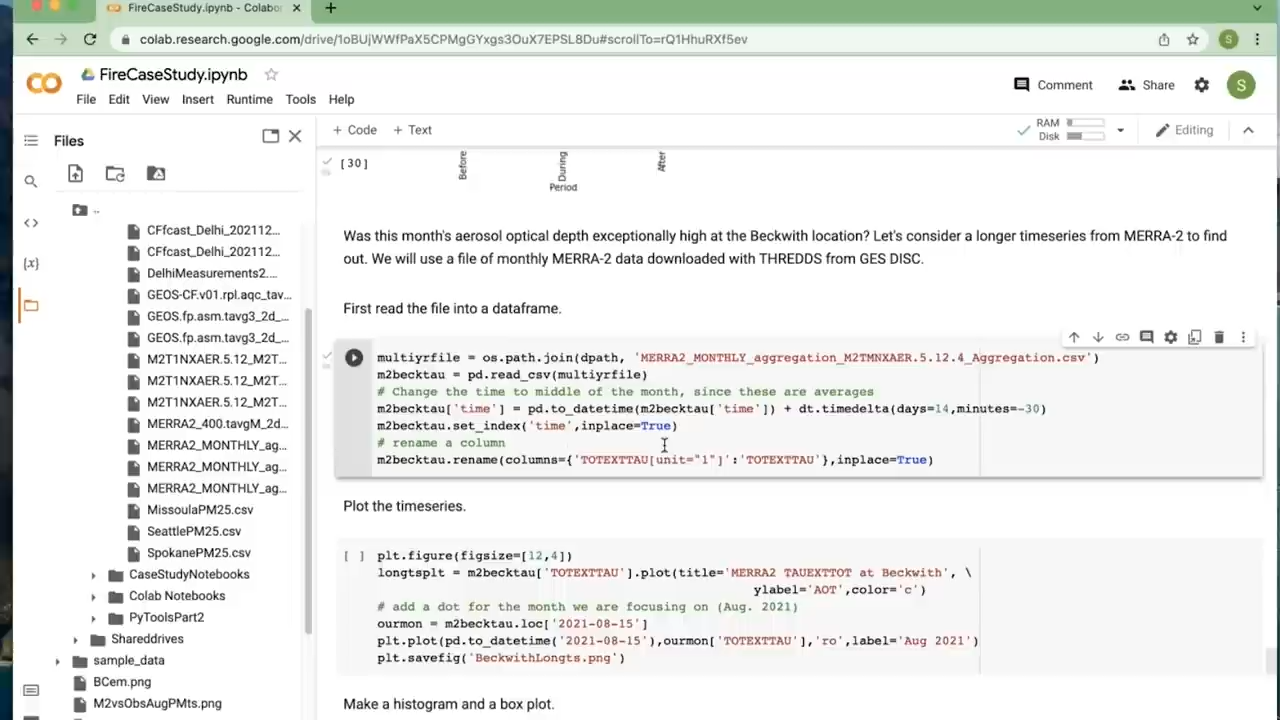 FireCaseStudy.ipynb - Colabo
colab.research.google.com/drive/1oBUjWWfPaX5CPMgGYxgs3OuX7EPSL8Du#scrollTo=rQ1HhuRXf5ev
S
FireCaseStudy.ipynb
File Edit View Insert Runtime Tools Help
Comment
Share
S
Files
+ Code + Text
RAM
Disk
Editing
..
CFfcast_Delhi_202112...
CFfcast_Delhi_202112...
DelhiMeasurements2....
GEOS-CF.v01.rpl.aqc_tav...
GEOS.fp.asm.tavg3_2d_...
GEOS.fp.asm.tavg3_2d_...
M2T1NXAER.5.12_M2T...
M2T1NXAER.5.12_M2T...
M2T1NXAER.5.12_M2T...
MERRA2_400.tavgM_2d...
MERRA2_MONTHLY_ag...
MERRA2_MONTHLY_ag...
MERRA2_MONTHLY_ag...
MissoulaPM25.csv
SeattlePM25.csv
SpokanePM25.csv
CaseStudyNotebooks
Colab Notebooks
PyToolsPart2
Shareddrives
sample_data
BCem.png
M2vsObsAugPMts.png
[30]
Before
During
After
Period
Was this month's aerosol optical depth exceptionally high at the Beckwith location? Let's consider a longer timeseries from MERRA-2 to find
out. We will use a file of monthly MERRA-2 data downloaded with THREDDS from GES DISC.
First read the file into a dataframe.
multiyrfile = os.path.join(dpath, 'MERRA2_MONTHLY_aggregation_M2TMNXAER.5.12.4_Aggregation.csv')
m2becktau = pd.read_csv(multiyrfile)
# Change the time to middle of the month, since these are averages
m2becktau['time'] = pd.to_datetime(m2becktau['time']) + dt.timedelta(days=14,minutes=-30)
m2becktau.set_index('time',inplace=True)
# rename a column
m2becktau.rename(columns={'TOTEXTTAU[unit="1"]':'TOTEXTTAU'},inplace=True)
Plot the timeseries.
[ ]
plt.figure(figsize=[12,4])
longtsplt = m2becktau['TOTEXTTAU'].plot(title='MERRA2 TAUEXTTOT at Beckwith', \
ylabel='AOT',color='c')
# add a dot for the month we are focusing on (Aug. 2021)
ourmon = m2becktau.loc['2021-08-15']
plt.plot(pd.to_datetime('2021-08-15'),ourmon['TOTEXTTAU'],'ro',label='Aug 2021')
plt.savefig('BeckwithLongts.png')
Make a histogram and a box plot.